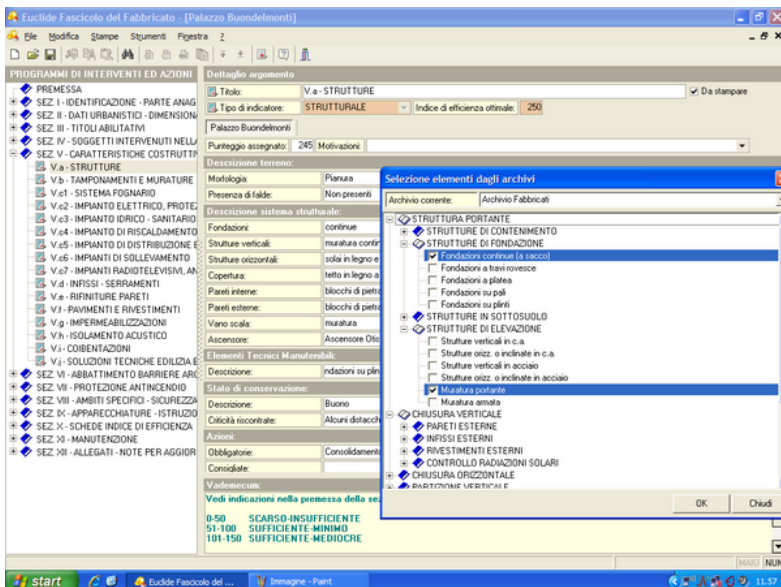 Euclide Fascicolo del Fabbricato - [Palazzo Buondelmonti]
File Modifica Stampe Strumenti Finestra ?
PROGRAMMI DI INTERVENTI ED AZIONI
PREMESSA
SEZ. I - IDENTIFICAZIONE - PARTE ANAG
SEZ. II - DATI URBANISTICI - DIMENSION
SEZ. III - TITOLI ABILITATIVI
SEZ. IV - SOGGETTI INTERVENUTI NELL
SEZ. V - CARATTERISTICHE COSTRUTTIV
V.a - STRUTTURE
V.b - TAMPONAMENTI E MURATURE
V.c1 - SISTEMA FOGNARIO
V.c2 - IMPIANTO ELETTRICO, PROTEZ
V.c3 - IMPIANTO IDRICO - SANITARIO
V.c4 - IMPIANTO DI RISCALDAMENTO
V.c5 - IMPIANTO DI DISTRIBUZIONE E
V.c6 - IMPIANTI DI SOLLEVAMENTO
V.c7 - IMPIANTI RADIOTELEVISIVI, AN
V.d - INFISSI - SERRAMENTI
V.e - RIFINITURE PARETI
V.f - PAVIMENTI E RIVESTIMENTI
V.g - IMPERMEABILIZZAZIONI
V.h - ISOLAMENTO ACUSTICO
V.i - COIBENTAZIONI
V.j - SOLUZIONI TECNICHE EDILIZIA E
SEZ. VI - ABBATTIMENTO BARRIERE ARC
SEZ. VII - PROTEZIONE ANTINCENDIO
SEZ. VIII - AMBITI SPECIFICI - SICUREZZA
SEZ. IX - APPARECCHIATURE - ISTRUZIO
SEZ. X - SCHEDE INDICE DI EFFICIENZA
SEZ. XI - MANUTENZIONE
SEZ. XII - ALLEGATI - NOTE PER AGGIOR
Dettaglio argomento
Titolo: V.a - STRUTTURE Da stampare
Tipo di indicatore: STRUTTURALE Indice di efficienza ottimale: 250
Palazzo Buondelmonti
Punteggio assegnato: 245 Motivazioni:
Descrizione terreno:
Morfologia: Pianura
Presenza di falde: Non presenti
Descrizione sistema strutturale:
Fondazioni: continue
Strutture verticali: muratura contin
Strutture orizzontali: solai in legno e
Copertura: tetto in legno a
Pareti interne: blocchi di pietra
Pareti esterne: blocchi di pietra
Vano scala: muratura
Ascensore: Ascensore Otis
Elementi Tecnici Manutenibili:
Descrizione: ndazioni su plin
Stato di conservazione:
Descrizione: Buono
Criticità riscontrate: Alcuni distacch
Azioni:
Obbligatorie: Consolidamento
Consigliate:
Vademecum:
Vedi indicazioni nella premessa della sez
0-50 SCARSO-INSUFFICIENTE
51-100 SUFFICIENTE-MINIMO
101-150 SUFFICIENTE-MEDIOCRE
Selezione elementi dagli archivi
Archivio corrente: Archivio Fabbricati
STRUTTURA PORTANTE
STRUTTURE DI CONTENIMENTO
STRUTTURE DI FONDAZIONE
Fondazioni continue (a sacco)
Fondazioni a travi rovesce
Fondazioni a platea
Fondazioni su pali
Fondazioni su plinti
STRUTTURE IN SOTTOSUOLO
STRUTTURE DI ELEVAZIONE
Strutture verticali in c.a.
Strutture orizz. o inclinate in c.a.
Strutture verticali in acciaio
Strutture orizz. o inclinate in acciaio
Muratura portante
Muratura armata
CHIUSURA VERTICALE
PARETI ESTERNE
INFISSI ESTERNI
RIVESTIMENTI ESTERNI
CONTROLLO RADIAZIONI SOLARI
CHIUSURA ORIZZONTALE
PARTIZIONE VERTICALE
OK Chiudi
MAIU NUM
start Euclide Fascicolo del ... Immagine - Paint 11.57